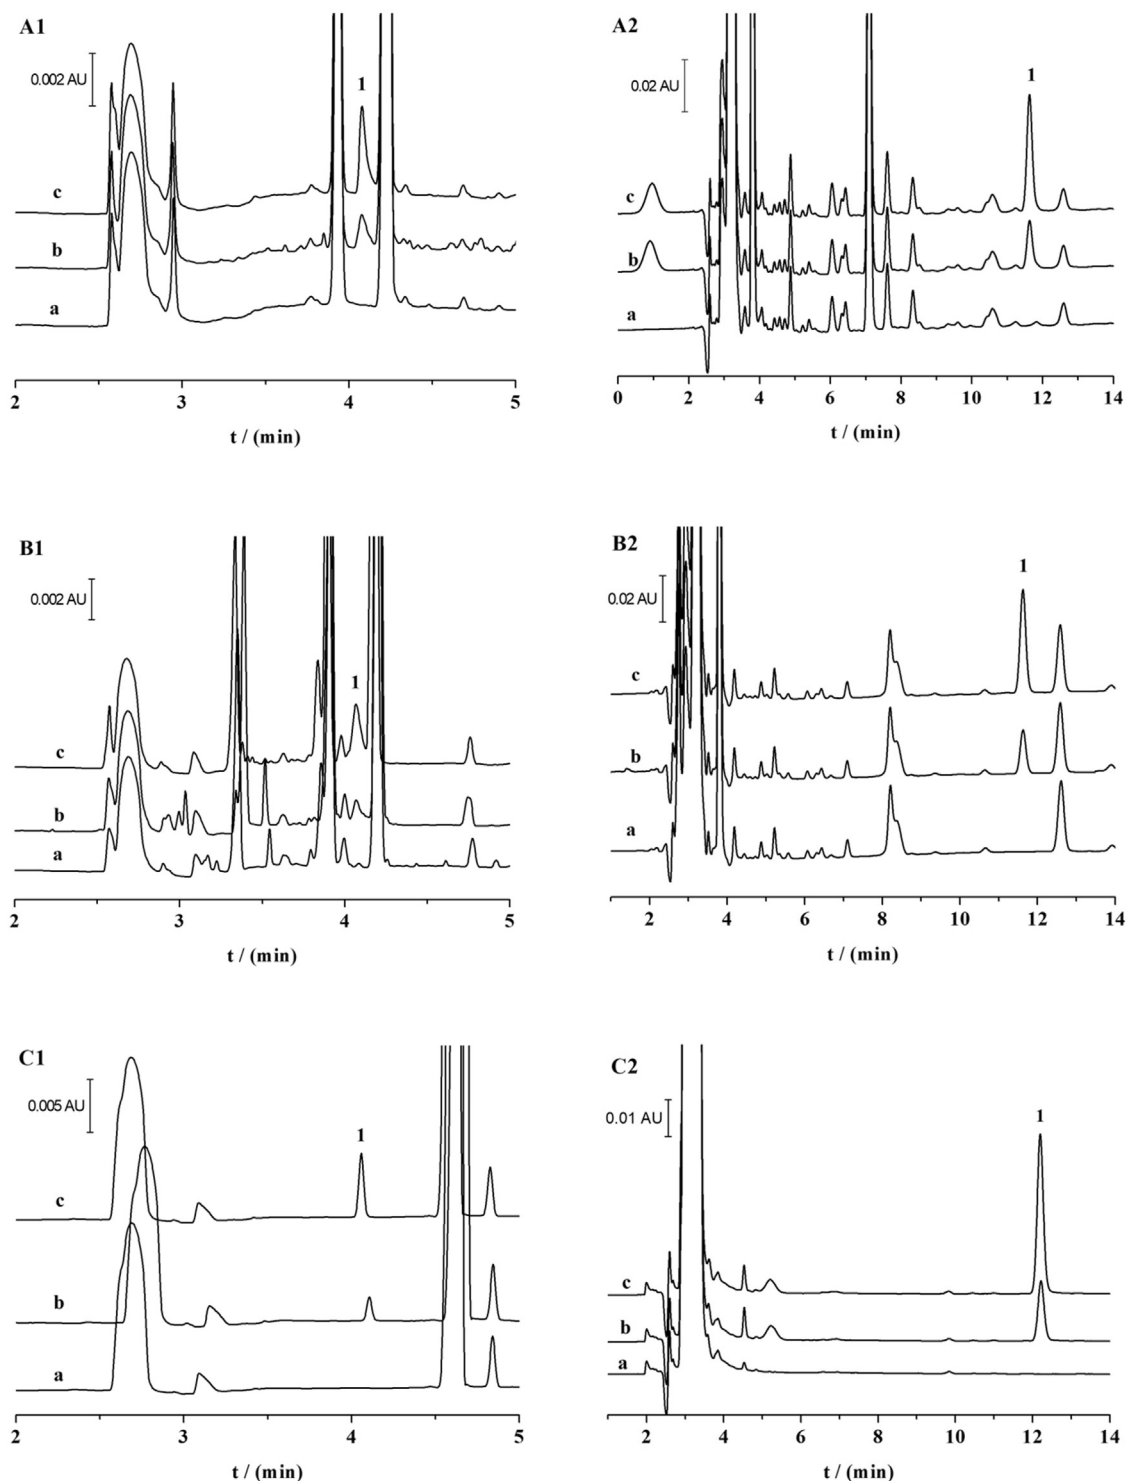 A1
0.002 AU
1
c
b
a
2 3 4 5
t / (min)
A2
0.02 AU
1
c
b
a
0 2 4 6 8 10 12 14
t / (min)
B1
0.002 AU
1
c
b
a
2 3 4 5
t / (min)
B2
0.02 AU
1
c
b
a
2 4 6 8 10 12 14
t / (min)
C1
0.005 AU
1
c
b
a
2 3 4 5
t / (min)
C2
0.01 AU
1
c
b
a
2 4 6 8 10 12 14
t / (min)